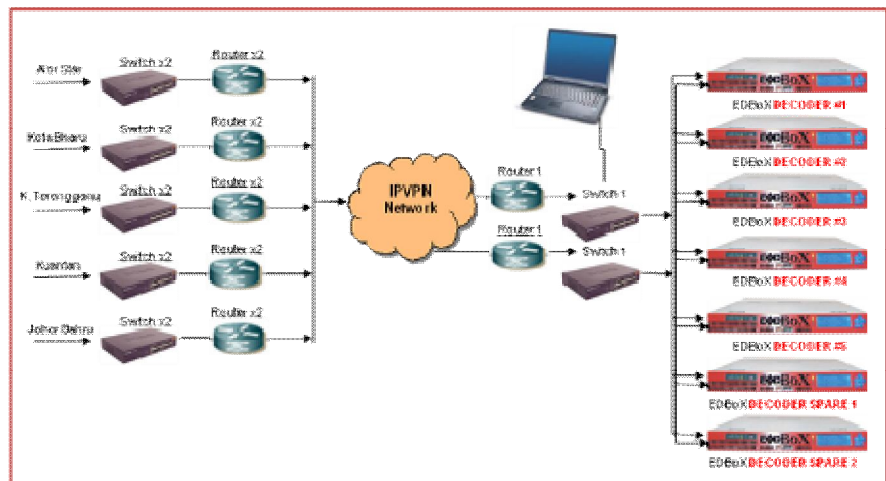 Alor Star
Switch x2
Router x2
Kota Bharu
Switch x2
Router x2
K. Terengganu
Switch x2
Router x2
Kuantan
Switch x2
Router x2
Johor Bahru
Switch x2
Router x2
IPVPN
Network
Router 1
Switch 1
Router 1
Switch 1
EDBoX DECODER #1
EDBoX DECODER #2
EDBoX DECODER #3
EDBoX DECODER #4
EDBoX DECODER #5
EDBoX DECODER SPARE 1
EDBoX DECODER SPARE 2